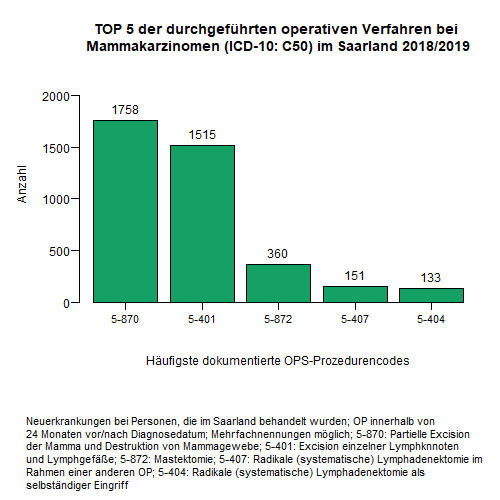 TOP 5 der durchgeführten operativen Verfahren bei
Mammakarzinomen (ICD-10: C50) im Saarland 2018/2019
2000
1500
1000
500
0
Anzahl
1758
1515
360
151
133
5-870
5-401
5-872
5-407
5-404
Häufigste dokumentierte OPS-Prozedurencodes
Neuerkrankungen bei Personen, die im Saarland behandelt wurden; OP innerhalb von
24 Monaten vor/nach Diagnosedatum; Mehrfachnennungen möglich; 5-870: Partielle Excision
der Mamma und Destruktion von Mammagewebe; 5-401: Excision einzelner Lymphknnoten
und Lymphgefäße; 5-872: Mastektomie; 5-407: Radikale (systematische) Lymphadenektomie im
Rahmen einer anderen OP; 5-404: Radikale (systematische) Lymphadenektomie als
selbständiger Eingriff